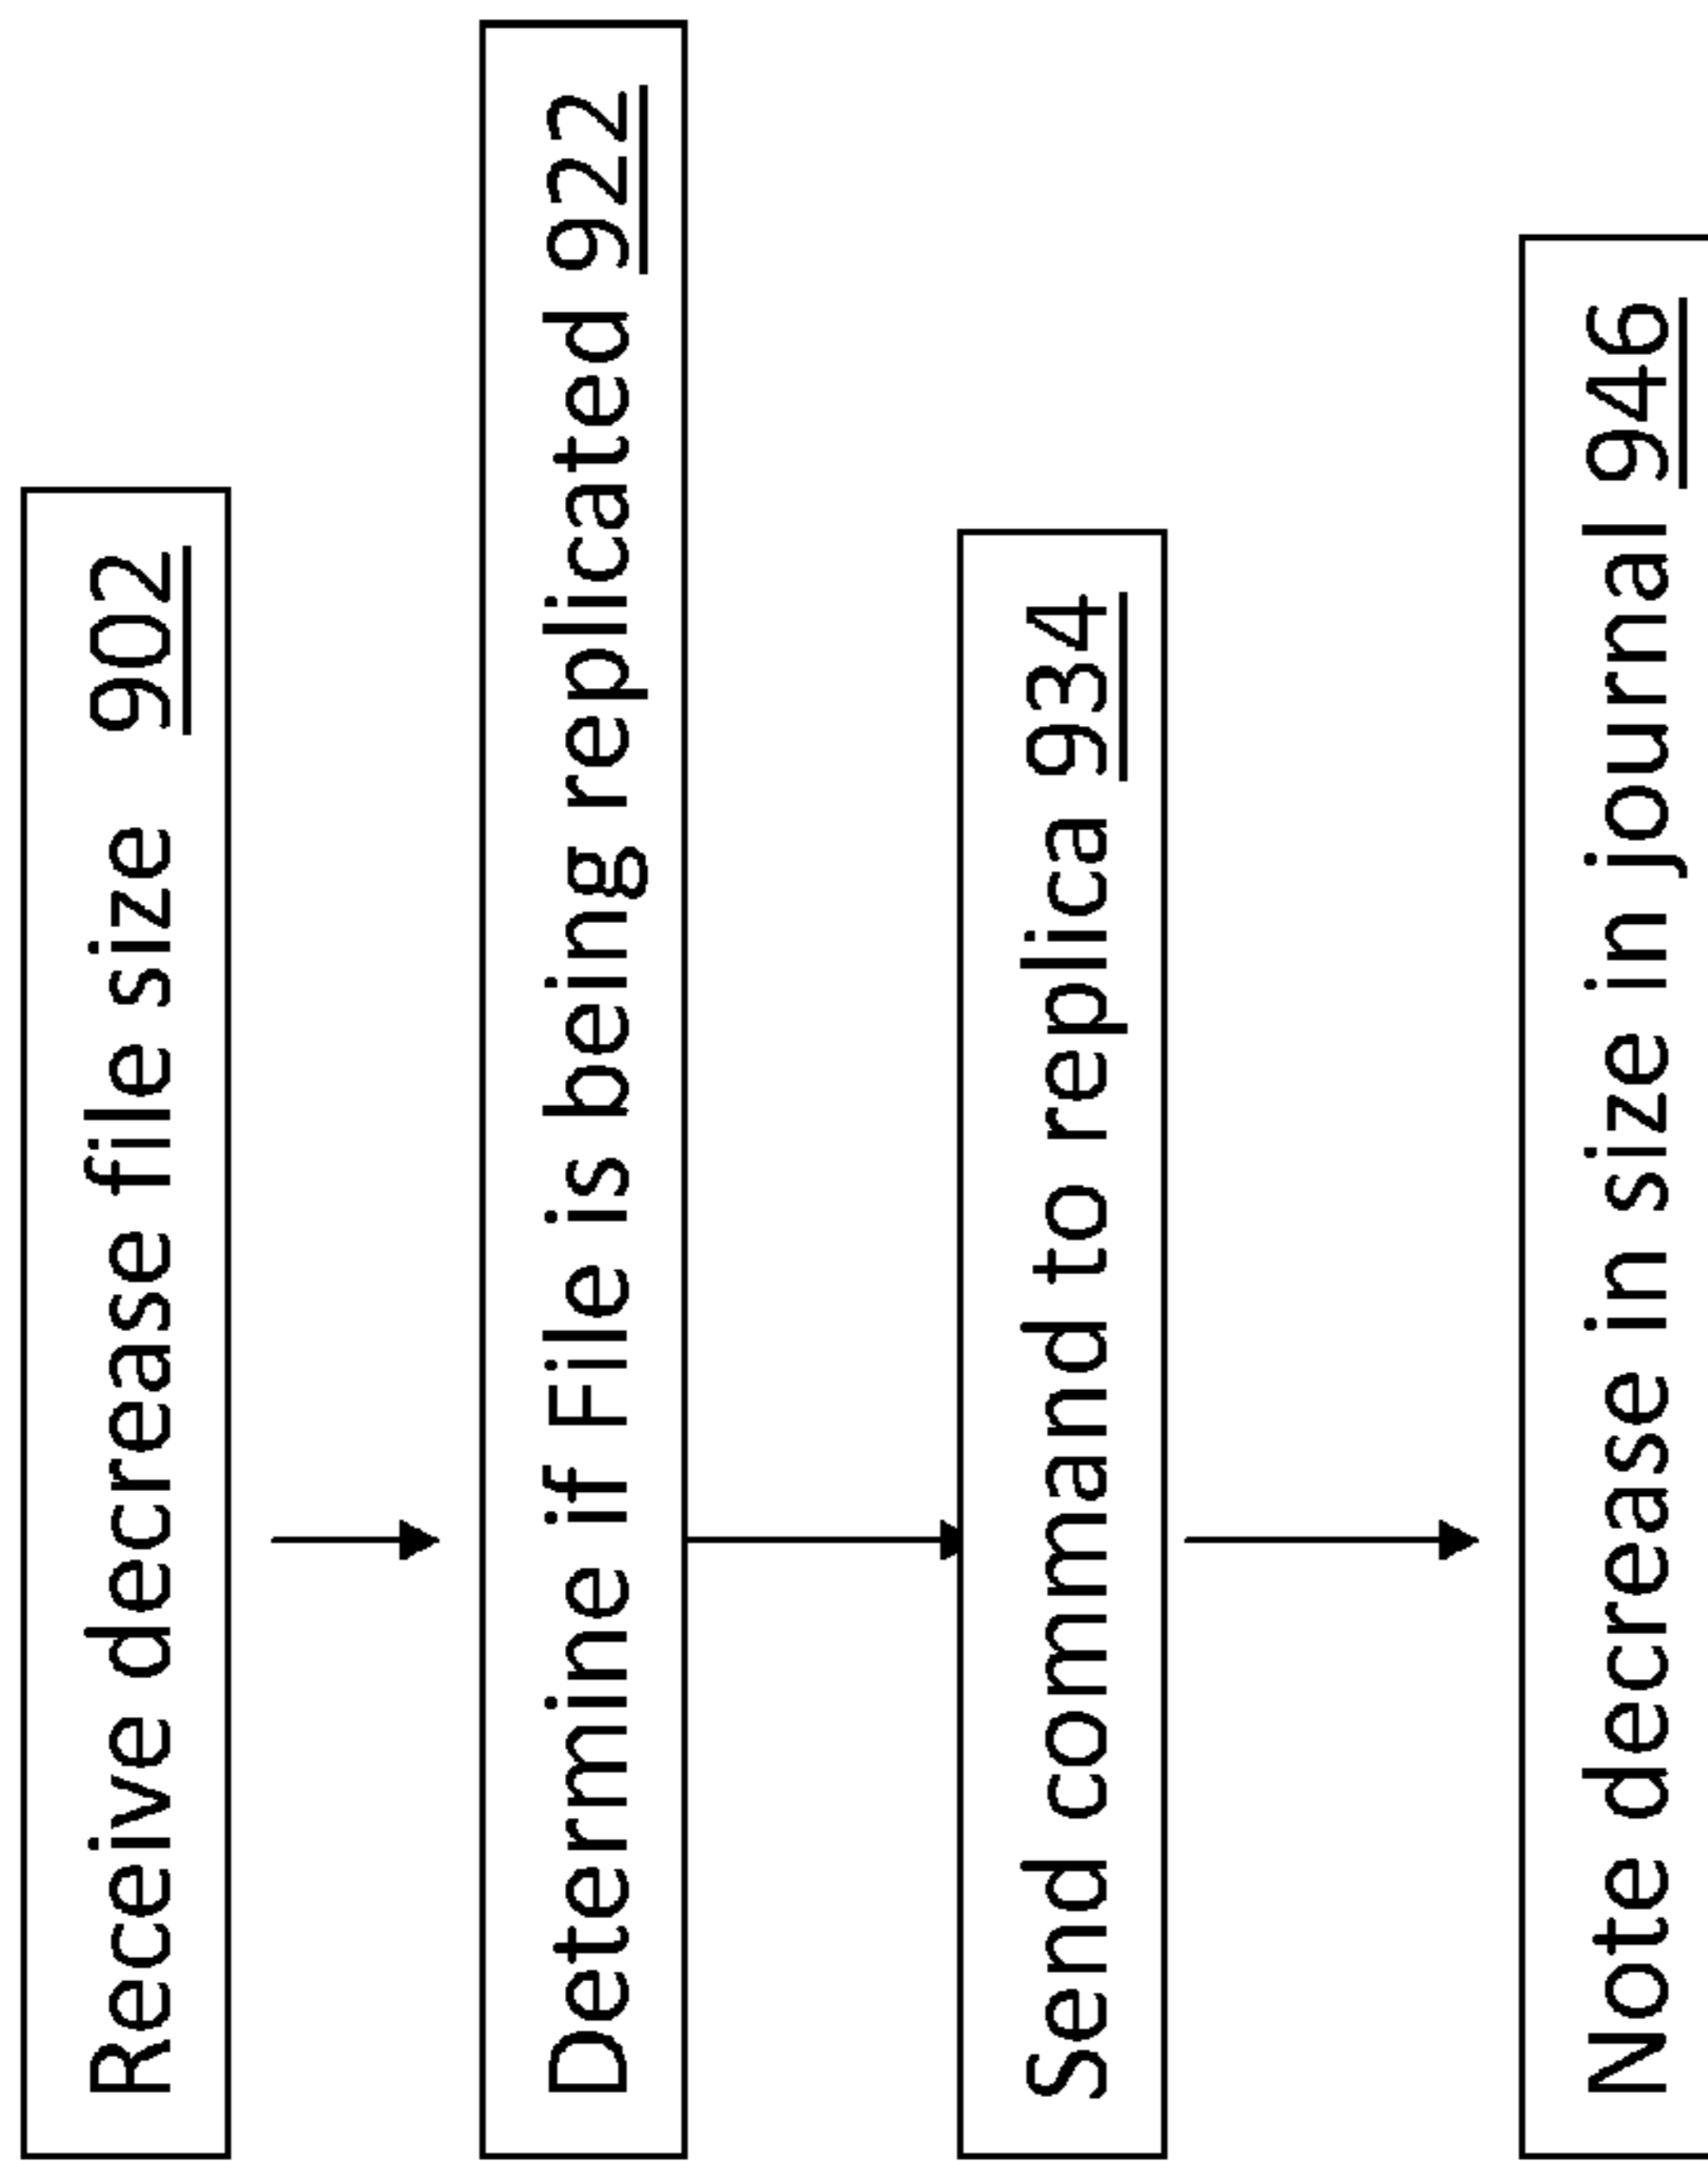 Receive decrease file size 902
Determine if File is being replicated 922
Send command to replica 934
Note decrease in size in journal 946